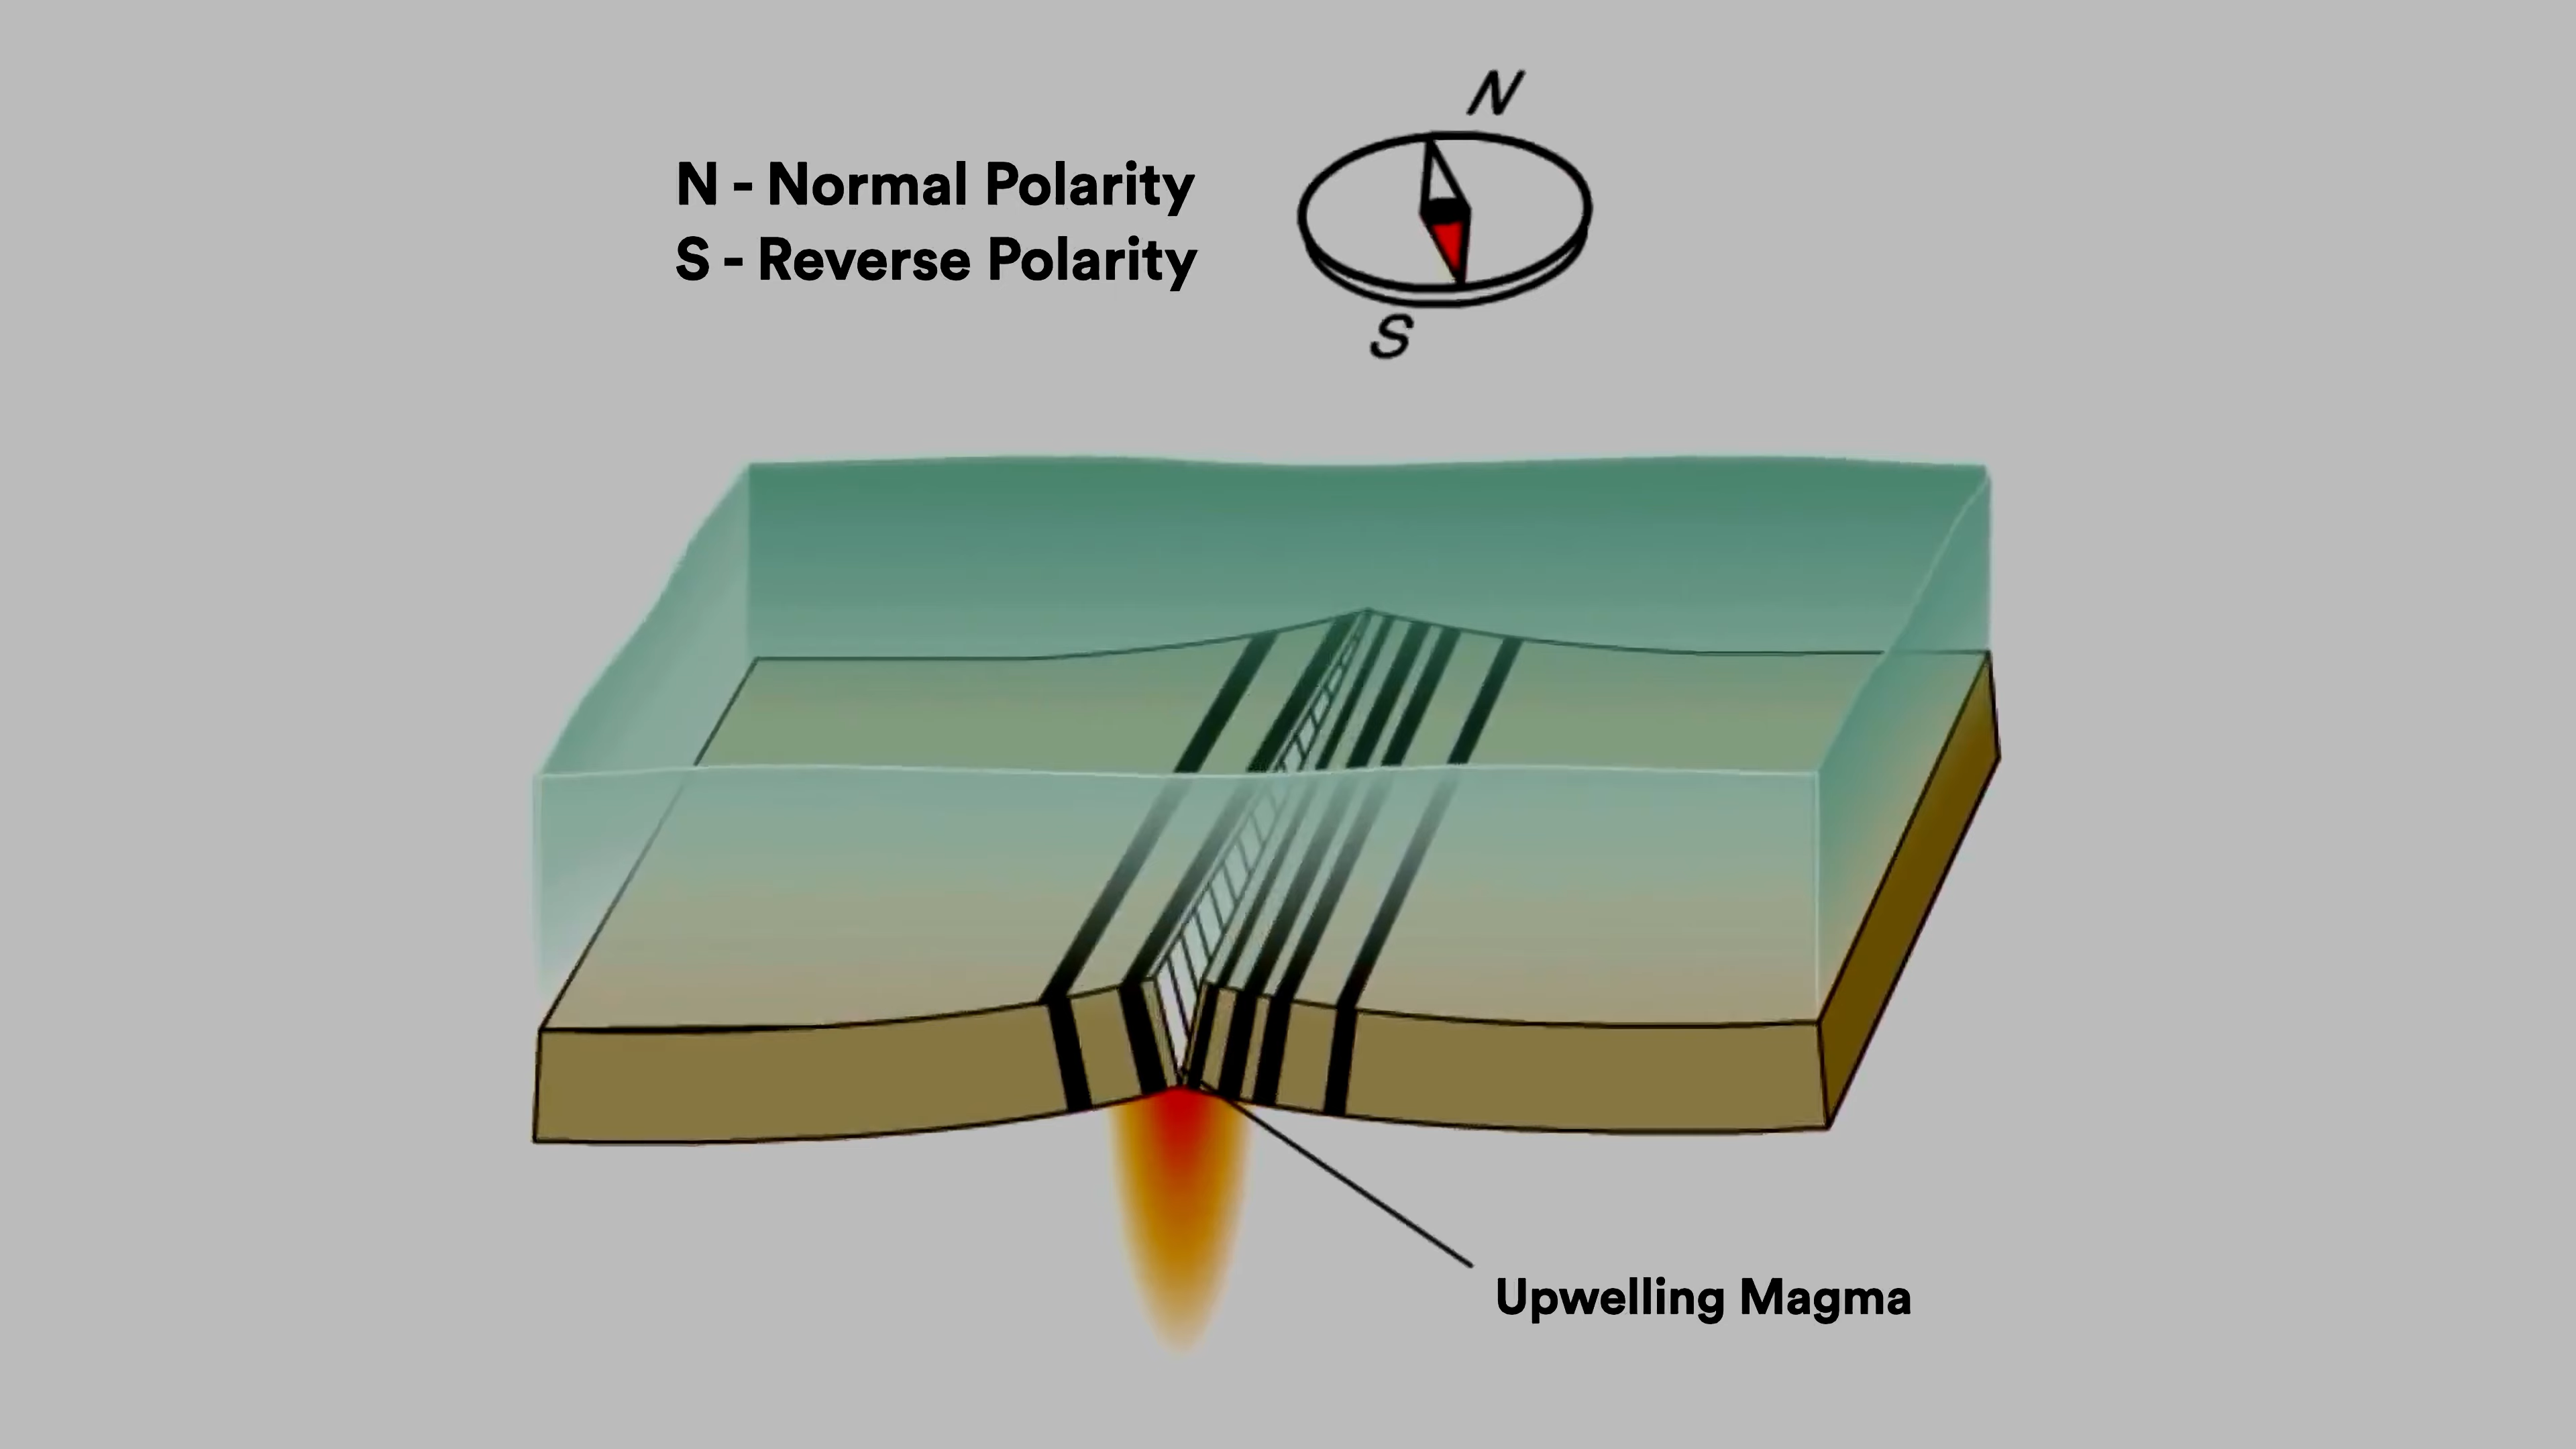 N
N - Normal Polarity
S - Reverse Polarity
S
Upwelling Magma